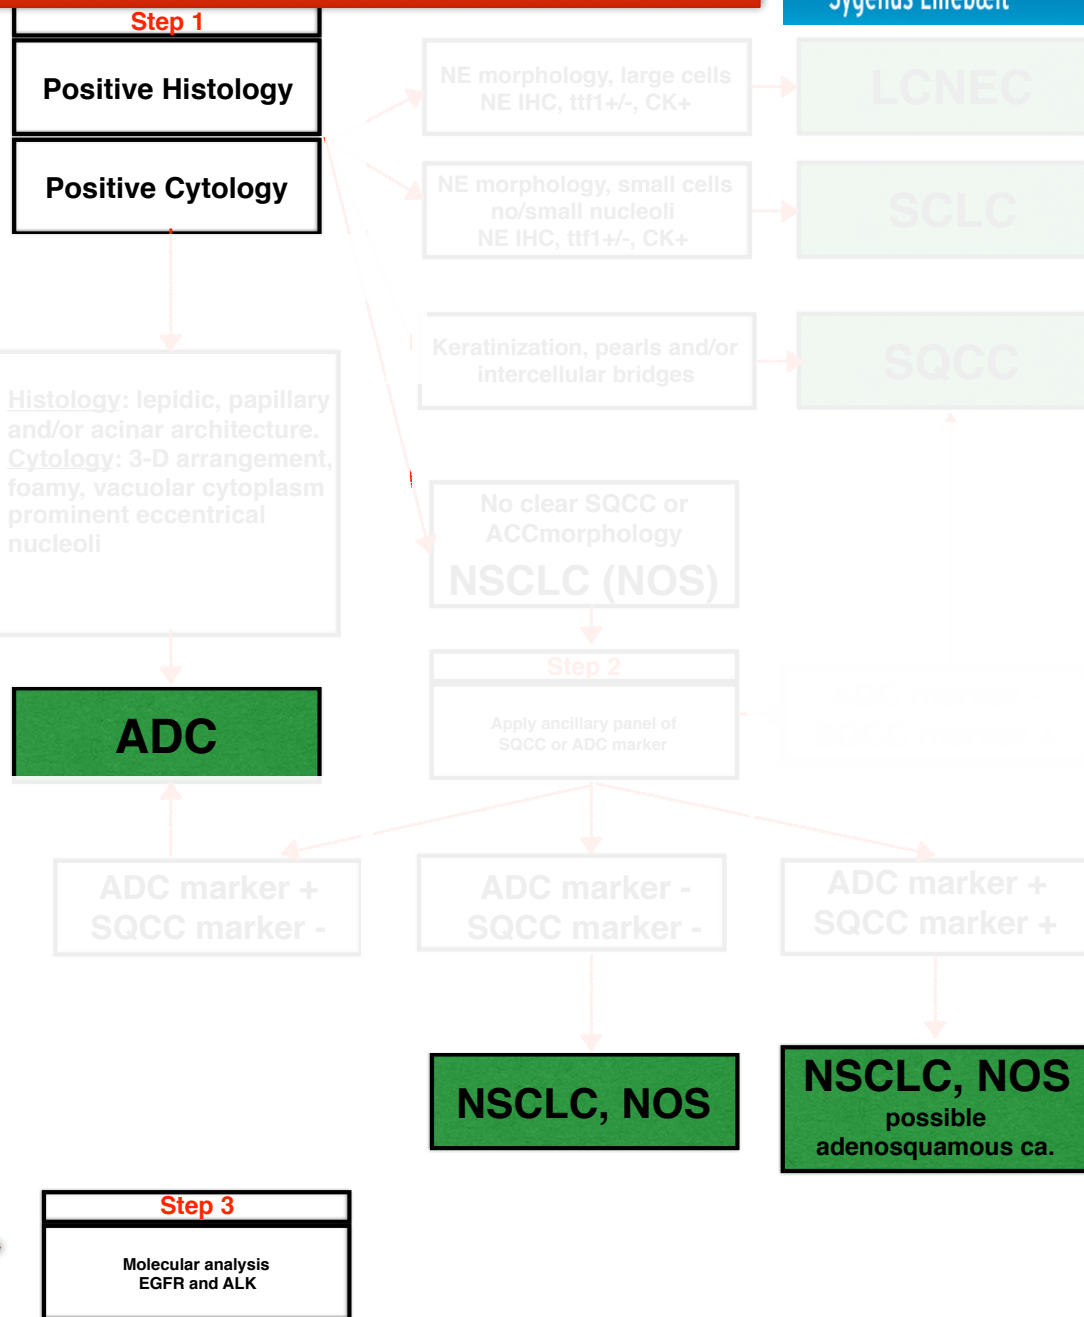 Sygehus Lillebælt
Step 1
Positive Histology
Positive Cytology
NE morphology, large cells
NE IHC, ttf1+/-, CK+
LCNEC
NE morphology, small cells
no/small nucleoli
NE IHC, ttf1+/-, CK+
SCLC
Keratinization, pearls and/or
intercellular bridges
SQCC
Histology: lepidic, papillary
and/or acinar architecture.
Cytology: 3-D arrangement,
foamy, vacuolar cytoplasm
prominent eccentrical
nucleoli
No clear SQCC or
ACCmorphology
NSCLC (NOS)
Step 2
Apply ancillary panel of
SQCC or ADC marker
ADC
ADC marker +
SQCC marker -
ADC marker -
SQCC marker -
ADC marker +
SQCC marker +
NSCLC, NOS
NSCLC, NOS
possible
adenosquamous ca.
Step 3
Molecular analysis
EGFR and ALK